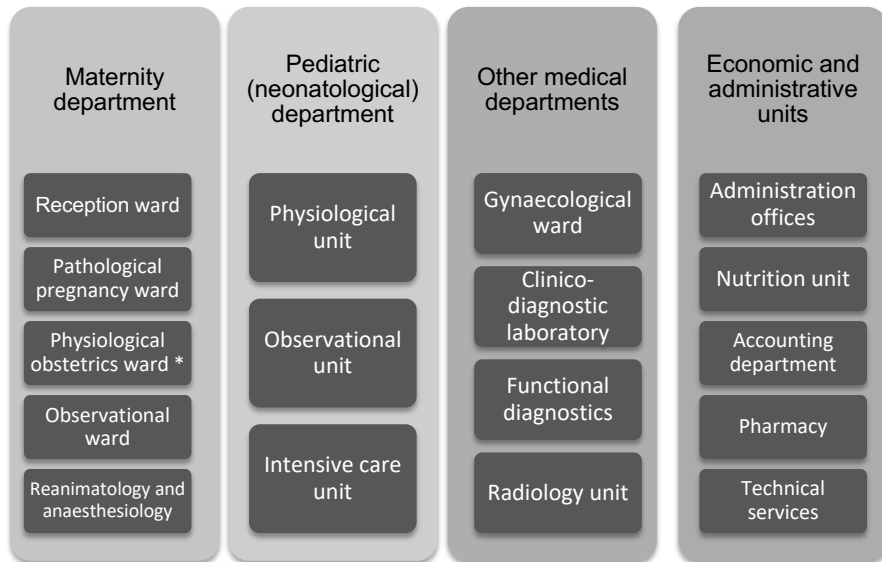 Maternity
department
Reception ward
Pathological
pregnancy ward
Physiological
obstetrics ward *
Observational
ward
Reanimatology and
anaesthesiology
Pediatric
(neonatological)
department
Physiological
unit
Observational
unit
Intensive care
unit
Other medical
departments
Gynaecological
ward
Clinico-
diagnostic
laboratory
Functional
diagnostics
Radiology unit
Economic and
administrative
units
Administration
offices
Nutrition unit
Accounting
department
Pharmacy
Technical
services